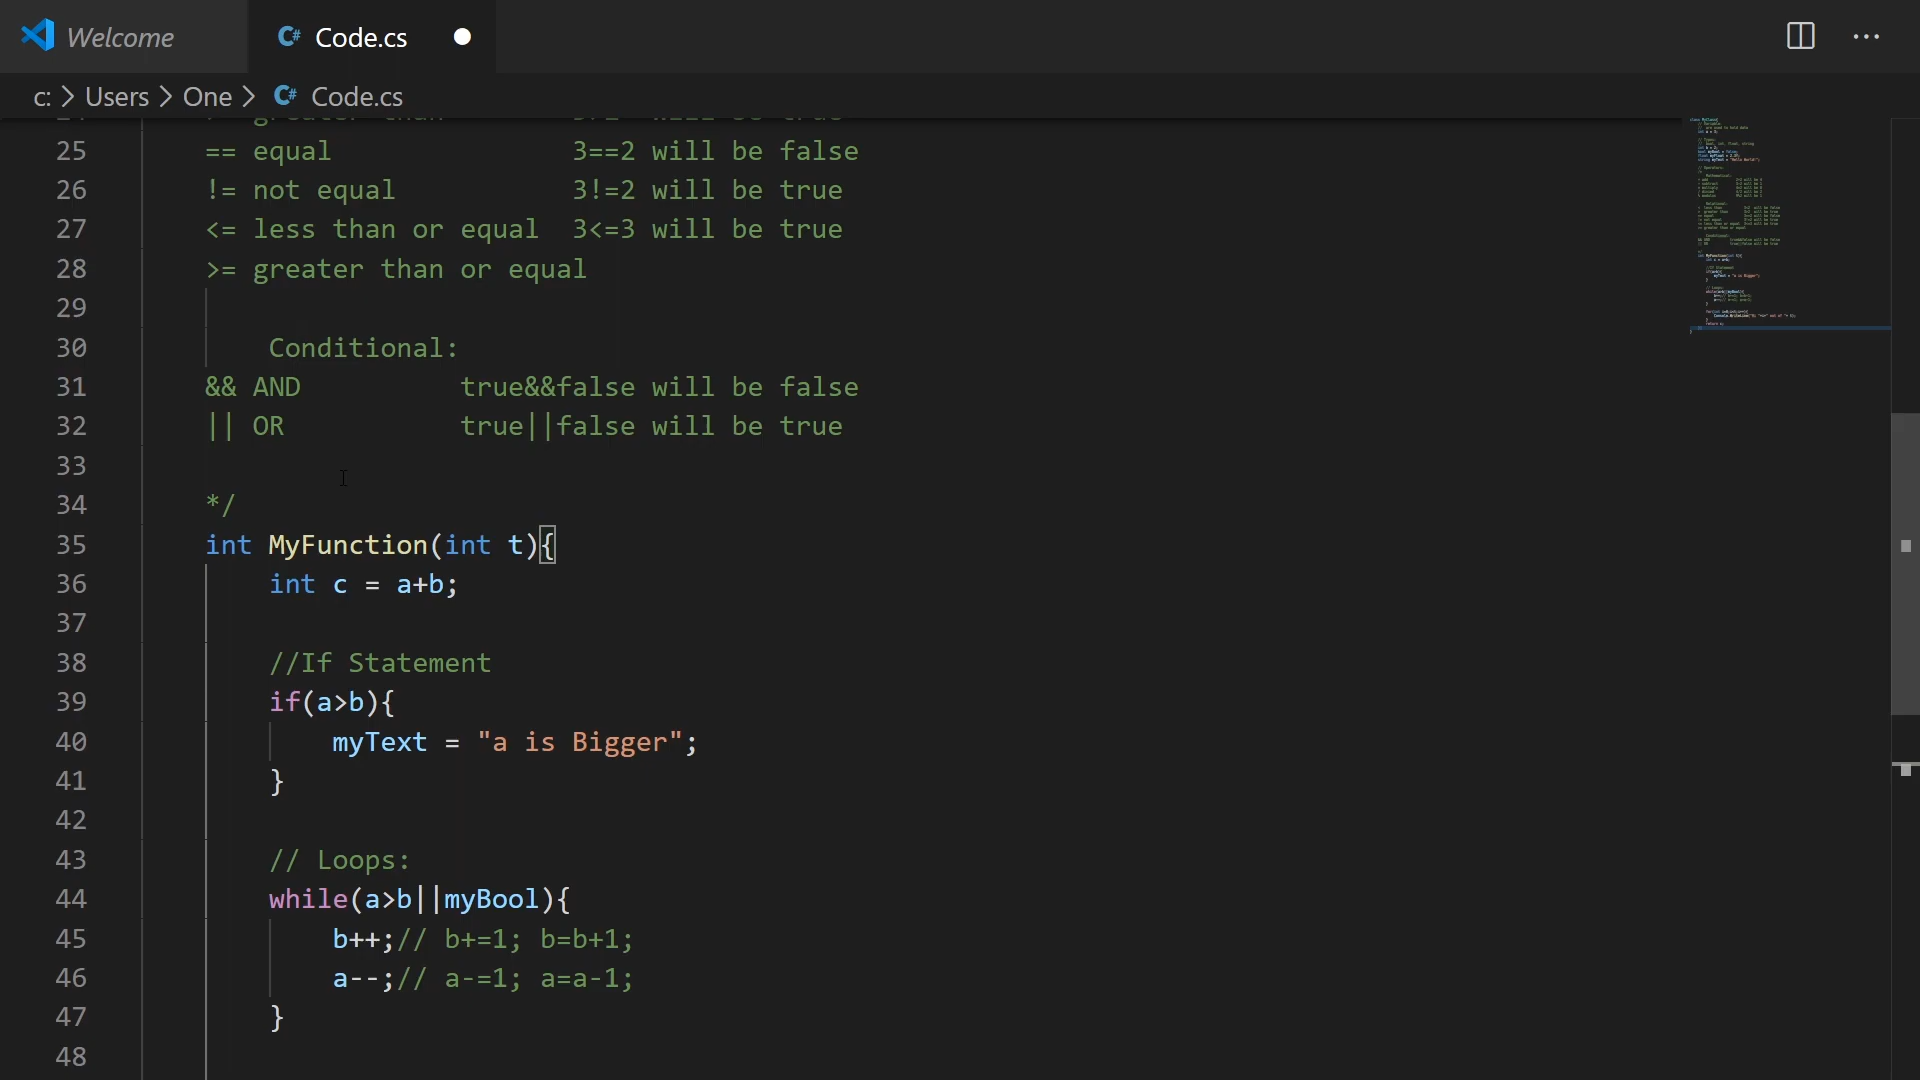 Welcome
C# Code.cs
c: > Users > One > C# Code.cs
25 == equal 3==2 will be false
26 != not equal 3!=2 will be true
27 <= less than or equal 3<=3 will be true
28 >= greater than or equal
29
30 Conditional:
31 && AND true&&false will be false
32 || OR true||false will be true
33
34 */
35 int MyFunction(int t){
36 int c = a+b;
37
38 //If Statement
39 if(a>b){
40 myText = "a is Bigger";
41 }
42
43 // Loops:
44 while(a>b||myBool){
45 b++;// b+=1; b=b+1;
46 a--;// a-=1; a=a-1;
47 }
48